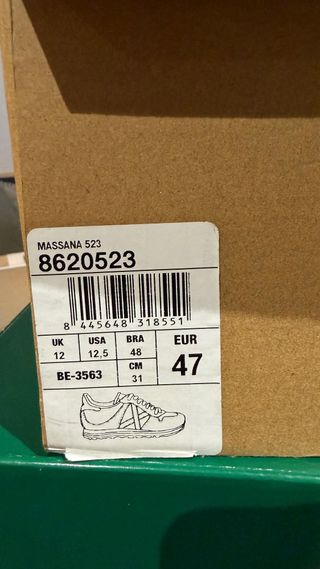 MASSANA 523
8620523
8 445648 318551
UK USA BRA EUR
12 12,5 48 47
BE-3563 CM
31